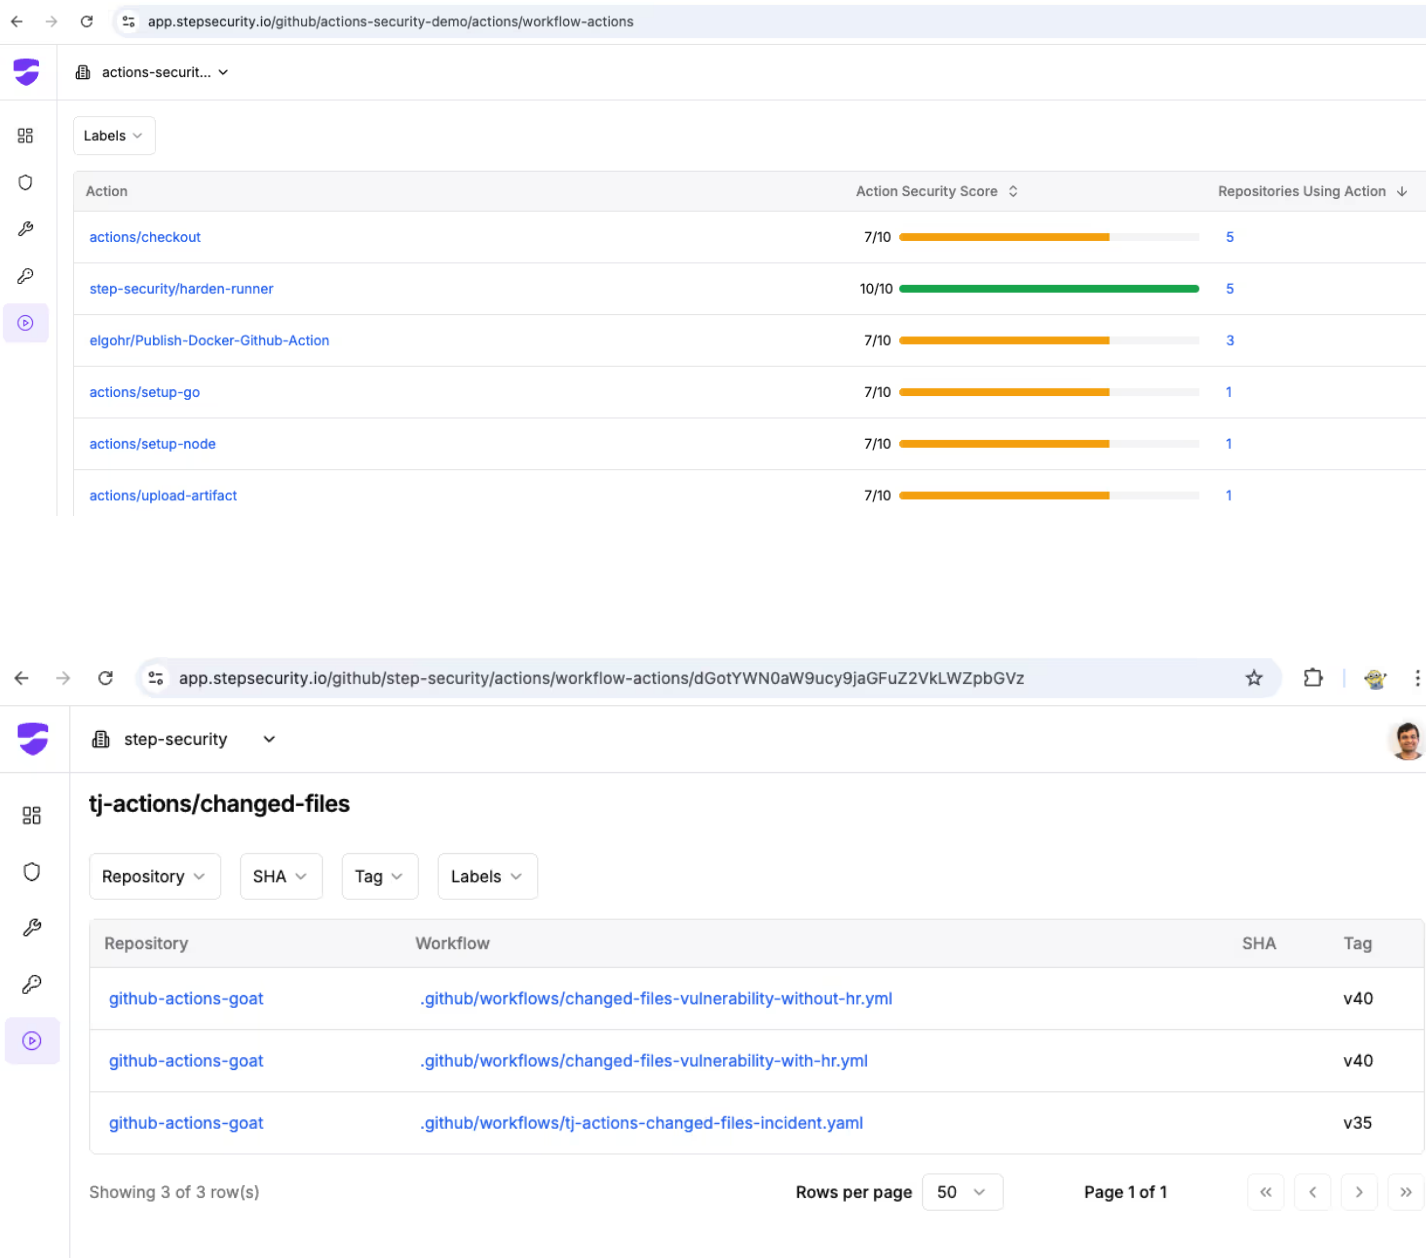 app.stepsecurity.io/github/actions-security-demo/actions/workflow-actions
actions-securit...
Labels
Action Action Security Score Repositories Using Action
actions/checkout 7/10 5
step-security/harden-runner 10/10 5
elgohr/Publish-Docker-Github-Action 7/10 3
actions/setup-go 7/10 1
actions/setup-node 7/10 1
actions/upload-artifact 7/10 1
app.stepsecurity.io/github/step-security/actions/workflow-actions/dGotYWN0aW9ucy9jaGFuZ2VkLWZpbGVz
step-security
tj-actions/changed-files
Repository SHA Tag Labels
Repository Workflow SHA Tag
github-actions-goat .github/workflows/changed-files-vulnerability-without-hr.yml v40
github-actions-goat .github/workflows/changed-files-vulnerability-with-hr.yml v40
github-actions-goat .github/workflows/tj-actions-changed-files-incident.yaml v35
Showing 3 of 3 row(s) Rows per page 50 Page 1 of 1